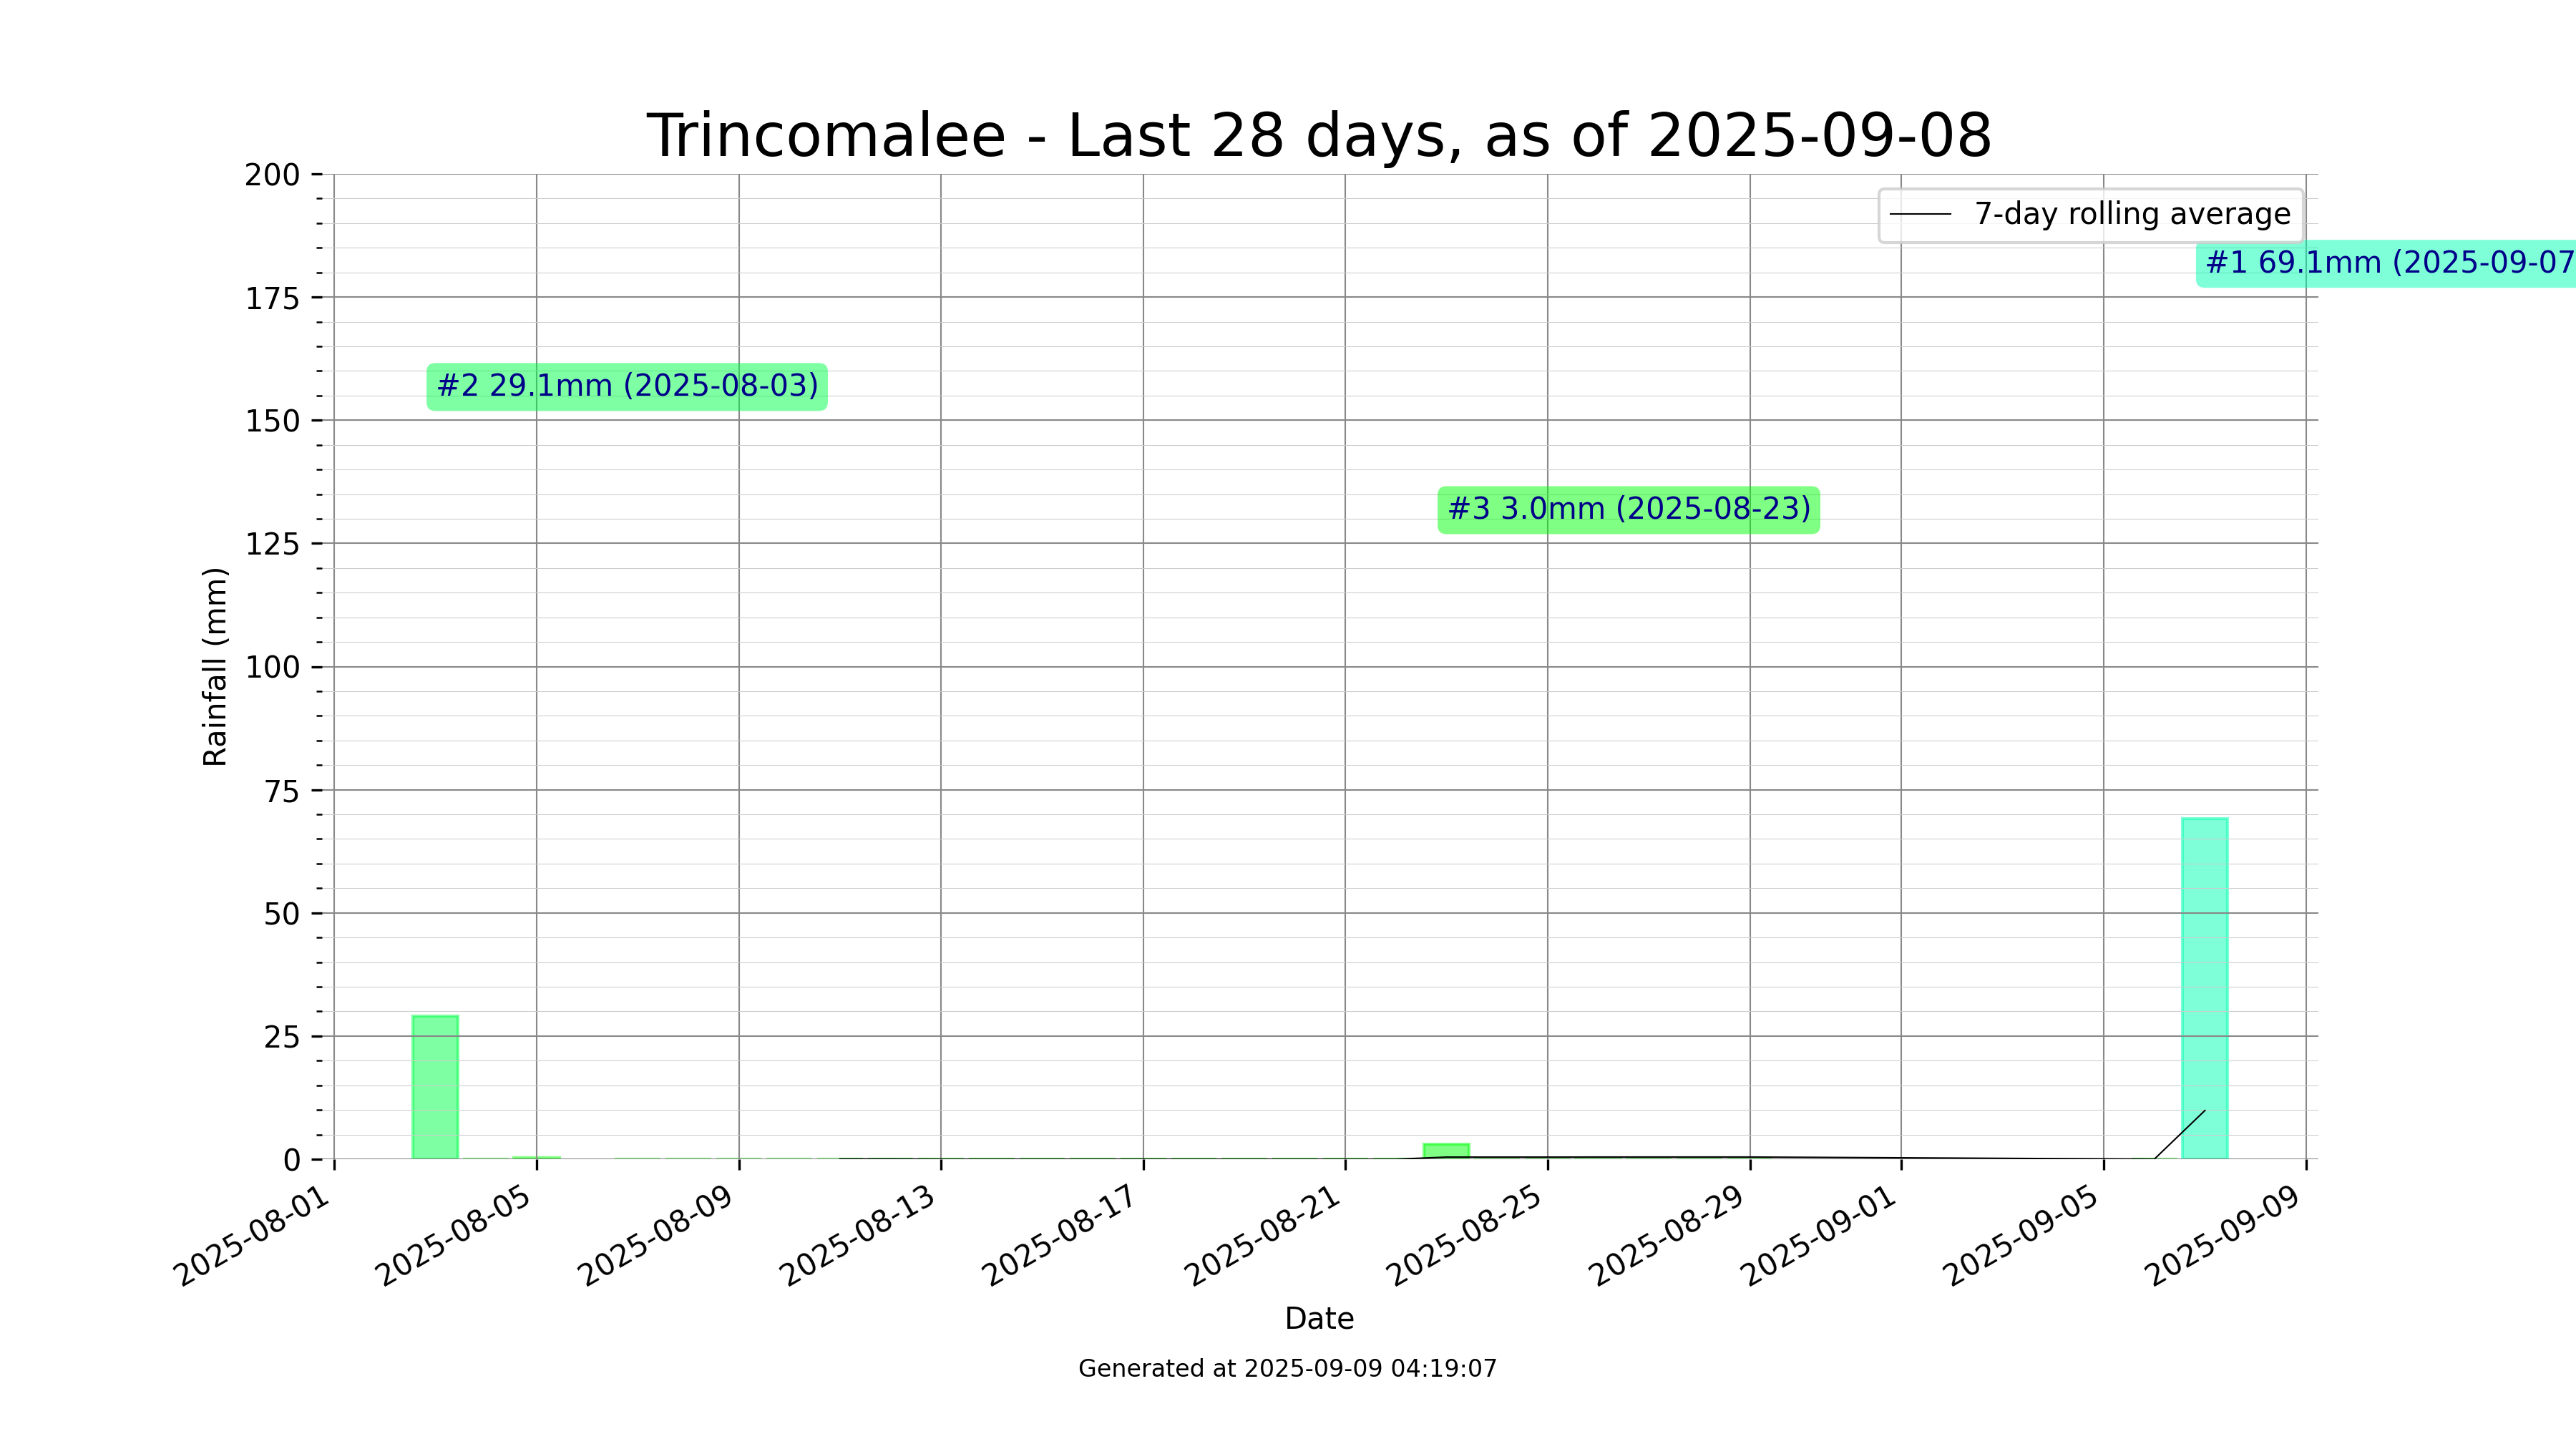 Trincomalee - Last 28 days, as of 2025-09-08
200
175
150
125
100
75
50
25
0
Rainfall (mm)
7-day rolling average
#1 69.1mm (2025-09-07
#2 29.1mm (2025-08-03)
#3 3.0mm (2025-08-23)
2025-08-01
2025-08-05
2025-08-09
2025-08-13
2025-08-17
2025-08-21
2025-08-25
2025-08-29
2025-09-01
2025-09-05
2025-09-09
Date
Generated at 2025-09-09 04:19:07